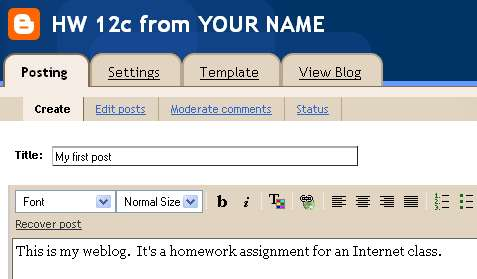 HW 12c from YOUR NAME
Posting Settings Template View Blog
Create Edit posts Moderate comments Status
Title: My first post
Font Normal Size b i T
Recover post
This is my weblog. It's a homework assignment for an Internet class.